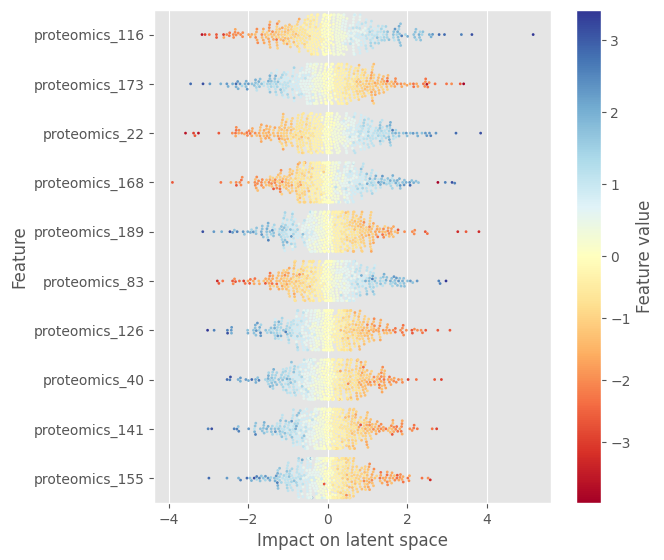 proteomics_116
proteomics_173
proteomics_22
proteomics_168
proteomics_189
proteomics_83
proteomics_126
proteomics_40
proteomics_141
proteomics_155
Feature
−4 −2 0 2 4
Impact on latent space
3
2
1
0
−1
−2
−3
Feature value